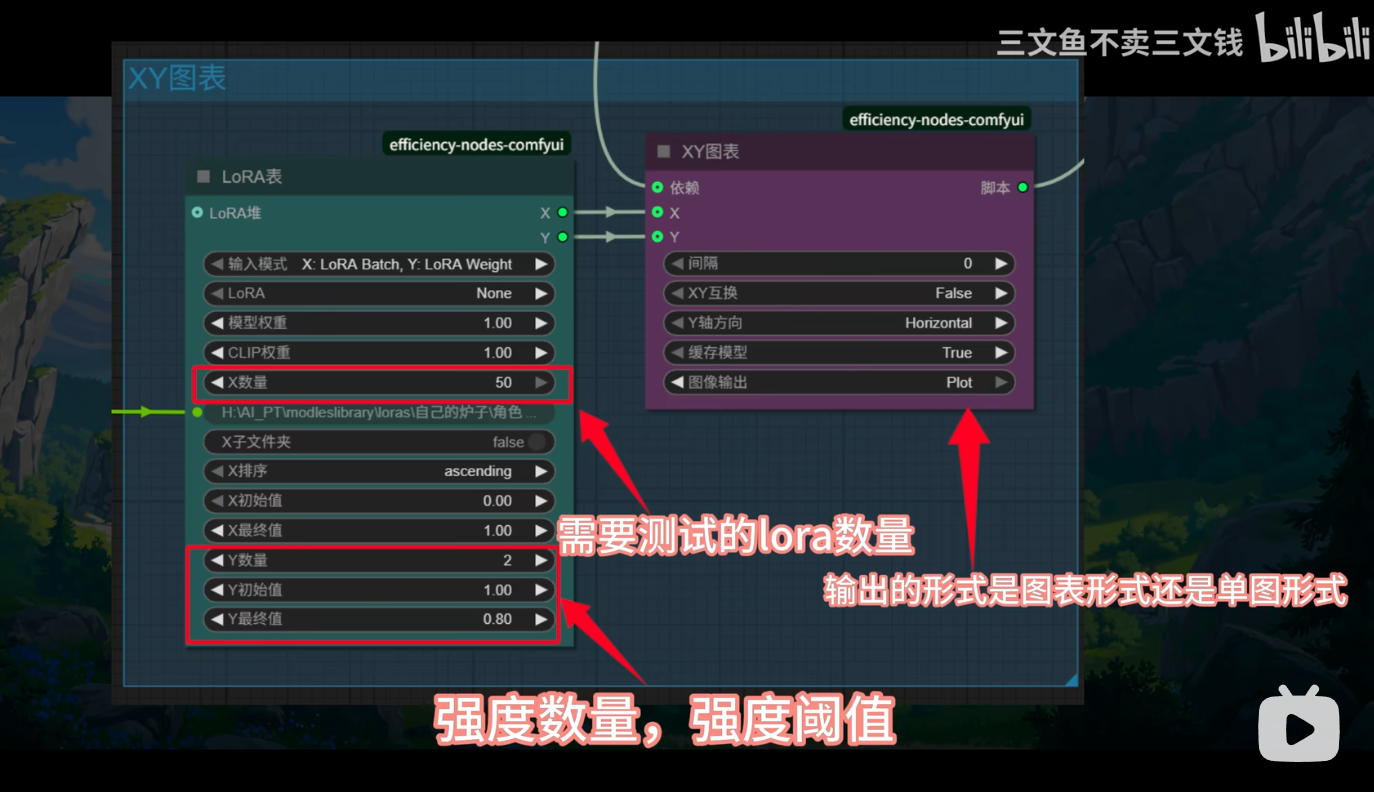 三文鱼不卖三文钱 bilibili
XY图表
efficiency-nodes-comfyui
LoRA表
LoRA堆
X
Y
输入模式 X: LoRA Batch, Y: LoRA Weight
LoRA None
模型权重 1.00
CLIP权重 1.00
X数量 50
H:\AI_PT\modleslibrary\loras\自己的炉子\角色 ...
X子文件夹 false
X排序 ascending
X初始值 0.00
X最终值 1.00
Y数量 2
Y初始值 1.00
Y最终值 0.80
efficiency-nodes-comfyui
XY图表
依赖 脚本
X
Y
间隔 0
XY互换 False
Y轴方向 Horizontal
缓存模型 True
图像输出 Plot
需要测试的lora数量
输出的形式是图表形式还是单图形式
强度数量，强度阈值